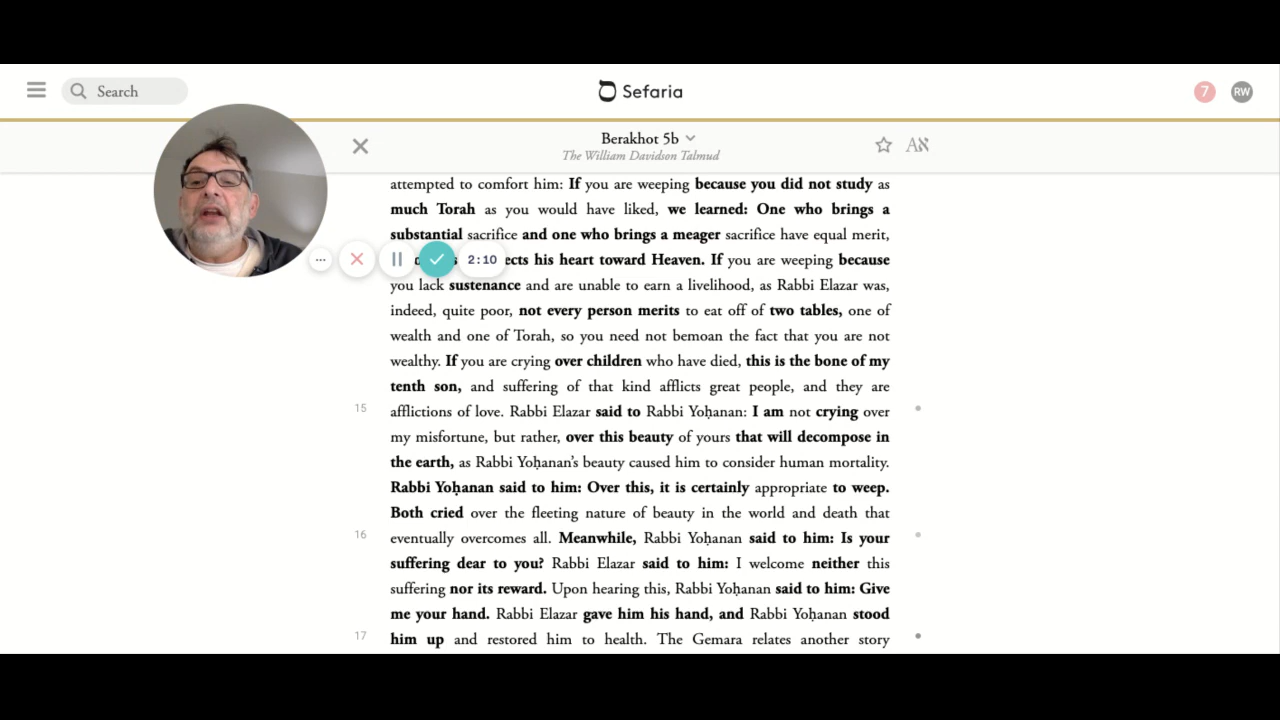 Search
Sefaria
7
RW
Berakhot 5b
The William Davidson Talmud
Aא
attempted to comfort him: If you are weeping because you did not study as
much Torah as you would have liked, we learned: One who brings a
substantial sacrifice and one who brings a meager sacrifice have equal merit,
2:10
his heart toward Heaven. If you are weeping because
you lack sustenance and are unable to earn a livelihood, as Rabbi Elazar was,
indeed, quite poor, not every person merits to eat off of two tables, one of
wealth and one of Torah, so you need not bemoan the fact that you are not
wealthy. If you are crying over children who have died, this is the bone of my
tenth son, and suffering of that kind afflicts great people, and they are
15 afflictions of love. Rabbi Elazar said to Rabbi Yoḥanan: I am not crying over
my misfortune, but rather, over this beauty of yours that will decompose in
the earth, as Rabbi Yoḥanan's beauty caused him to consider human mortality.
Rabbi Yoḥanan said to him: Over this, it is certainly appropriate to weep.
Both cried over the fleeting nature of beauty in the world and death that
16 eventually overcomes all. Meanwhile, Rabbi Yoḥanan said to him: Is your
suffering dear to you? Rabbi Elazar said to him: I welcome neither this
suffering nor its reward. Upon hearing this, Rabbi Yoḥanan said to him: Give
me your hand. Rabbi Elazar gave him his hand, and Rabbi Yoḥanan stood
17 him up and restored him to health. The Gemara relates another story